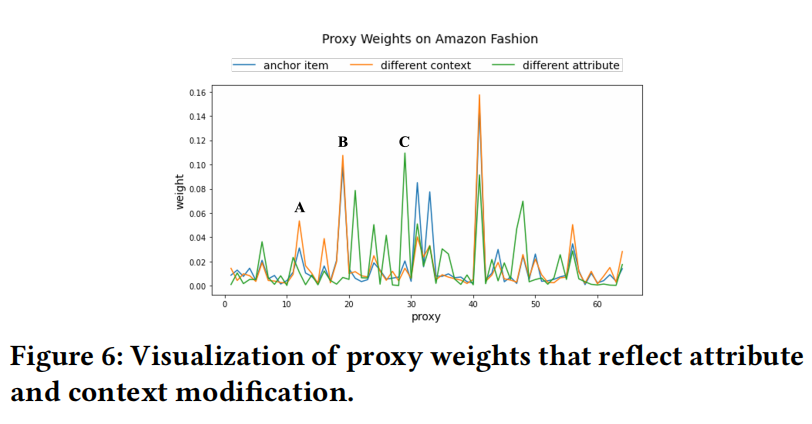 Proxy Weights on Amazon Fashion
anchor item different context different attribute
0.16
0.14
0.12
0.10
0.08
0.06
0.04
0.02
0.00
weight
A
B
C
0 10 20 30 40 50 60
proxy
Figure 6: Visualization of proxy weights that reflect attribute
and context modification.